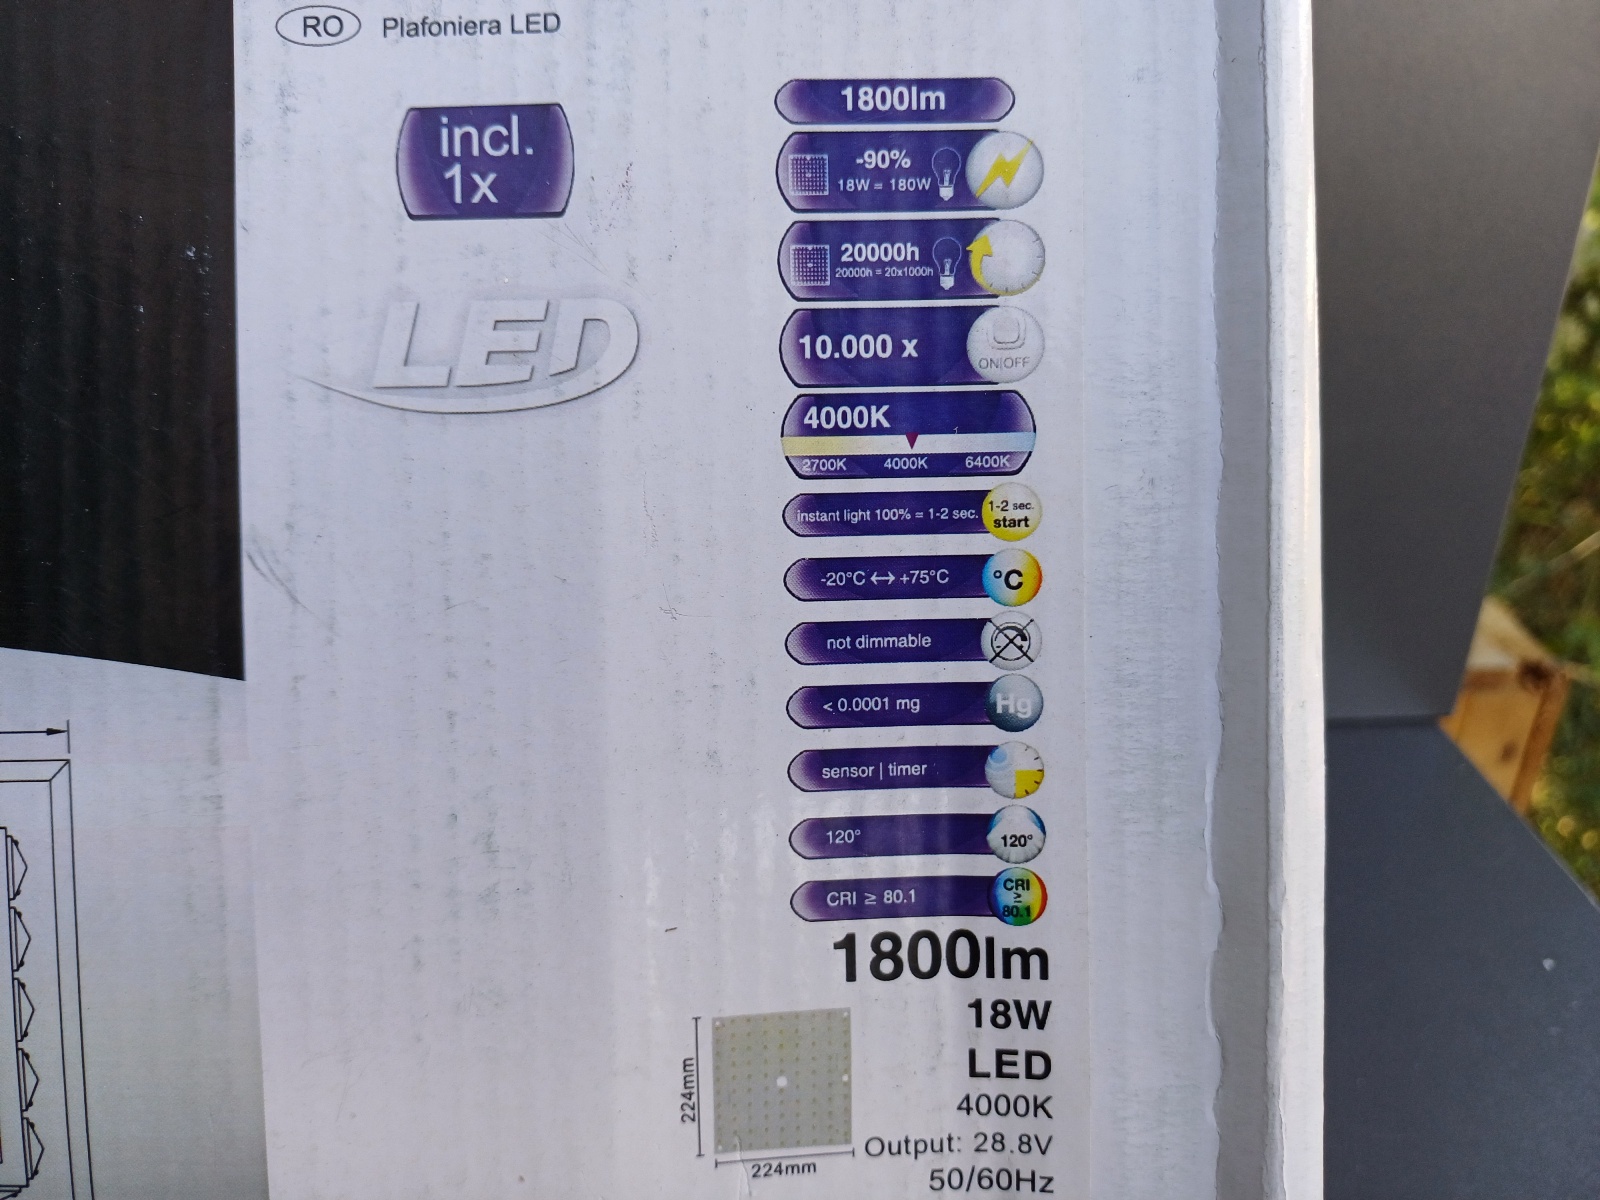 RO Plafoniera LED
incl.
1x
LED
1800lm
-90%
18W = 180W
20000h
20000h = 20x1000h
10.000 x
ON|OFF
4000K
2700K 4000K 6400K
instant light 100% = 1-2 sec.
1-2 sec.
start
-20°C ↔ +75°C
°C
not dimmable
< 0.0001 mg
Hg
sensor | timer
120°
120°
CRI ≥ 80.1
CRI
≥
80.1
1800lm
18W
LED
4000K
Output: 28.8V
50/60Hz
224mm
224mm